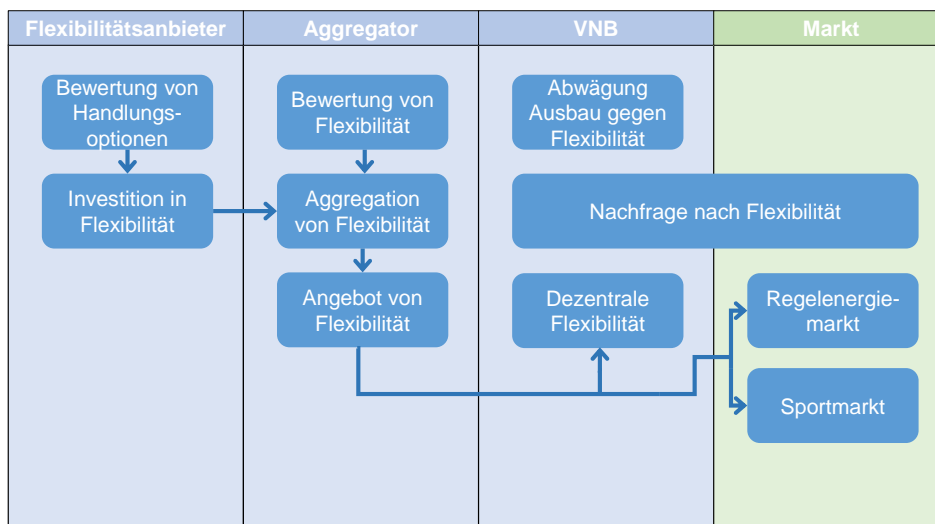 Flexibilitätsanbieter
Aggregator
VNB
Markt
Bewertung von
Handlungs-
optionen
Bewertung von
Flexibilität
Abwägung
Ausbau gegen
Flexibilität
Investition in
Flexibilität
Aggregation
von Flexibilität
Nachfrage nach Flexibilität
Angebot von
Flexibilität
Dezentrale
Flexibilität
Regelenergie-
markt
Sportmarkt